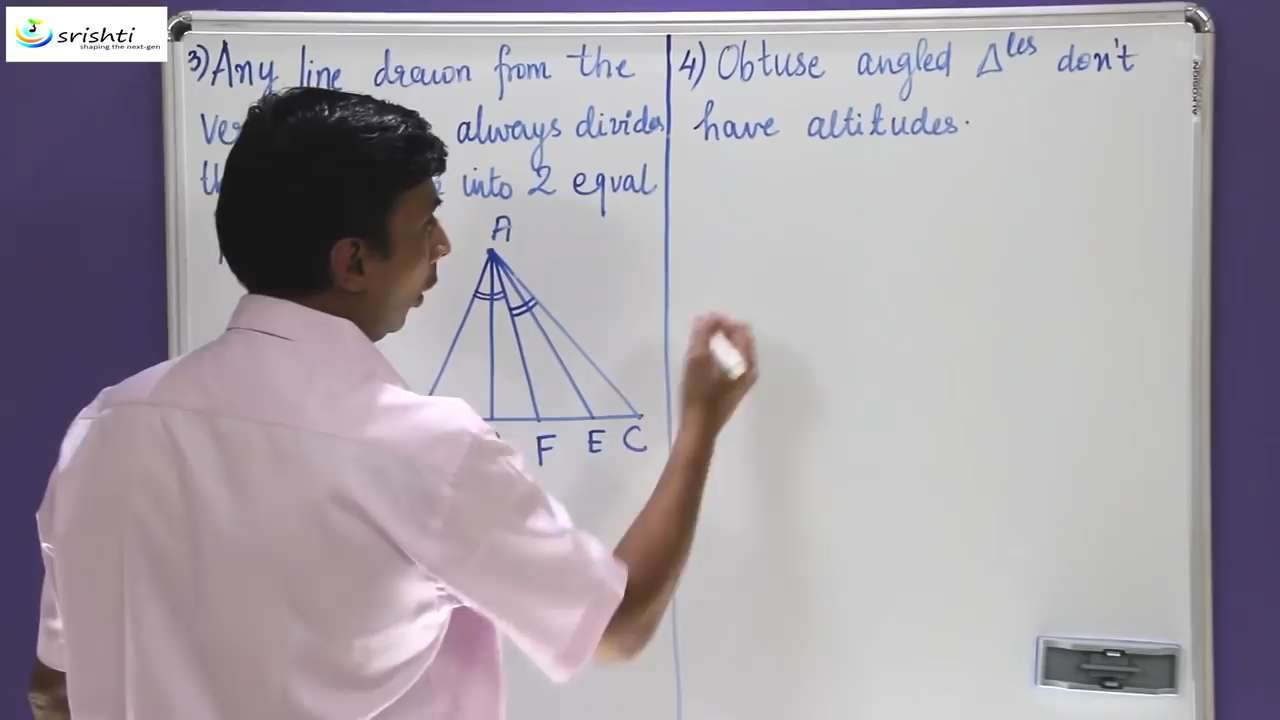 srishti
shaping the next-gen
3) Any line drawn from the
always divides
into 2 equal
A
F E C
4) Obtuse angled Δles don't
have altitudes.
ALKOSIGN